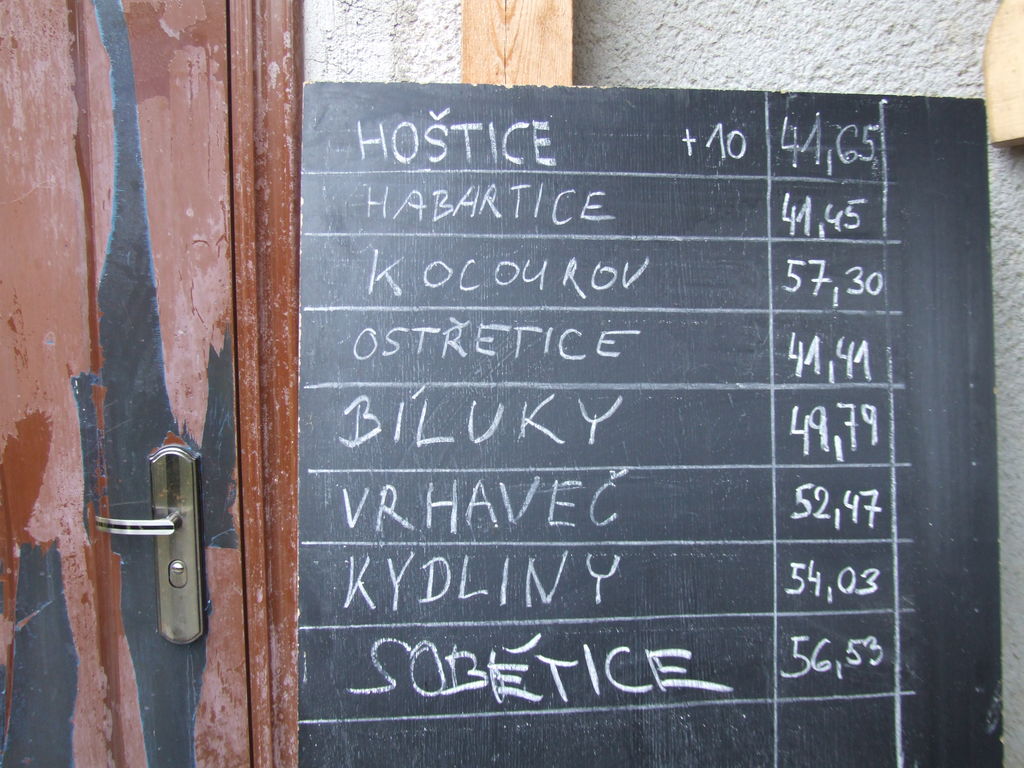 HOŠTICE +10 41,65
HABARTICE 41,45
KOCOUROV 57,30
OSTŘETICE 41,41
BÍLUKY 49,79
VRHAVEČ 52,47
KYDLINY 54,03
SOBĚTICE 56,53